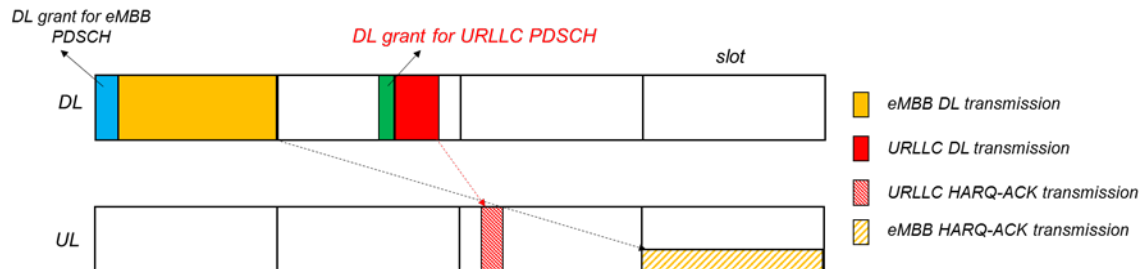 DL grant for eMBB
PDSCH
DL grant for URLLC PDSCH
slot
DL
UL
eMBB DL transmission
URLLC DL transmission
URLLC HARQ-ACK transmission
eMBB HARQ-ACK transmission